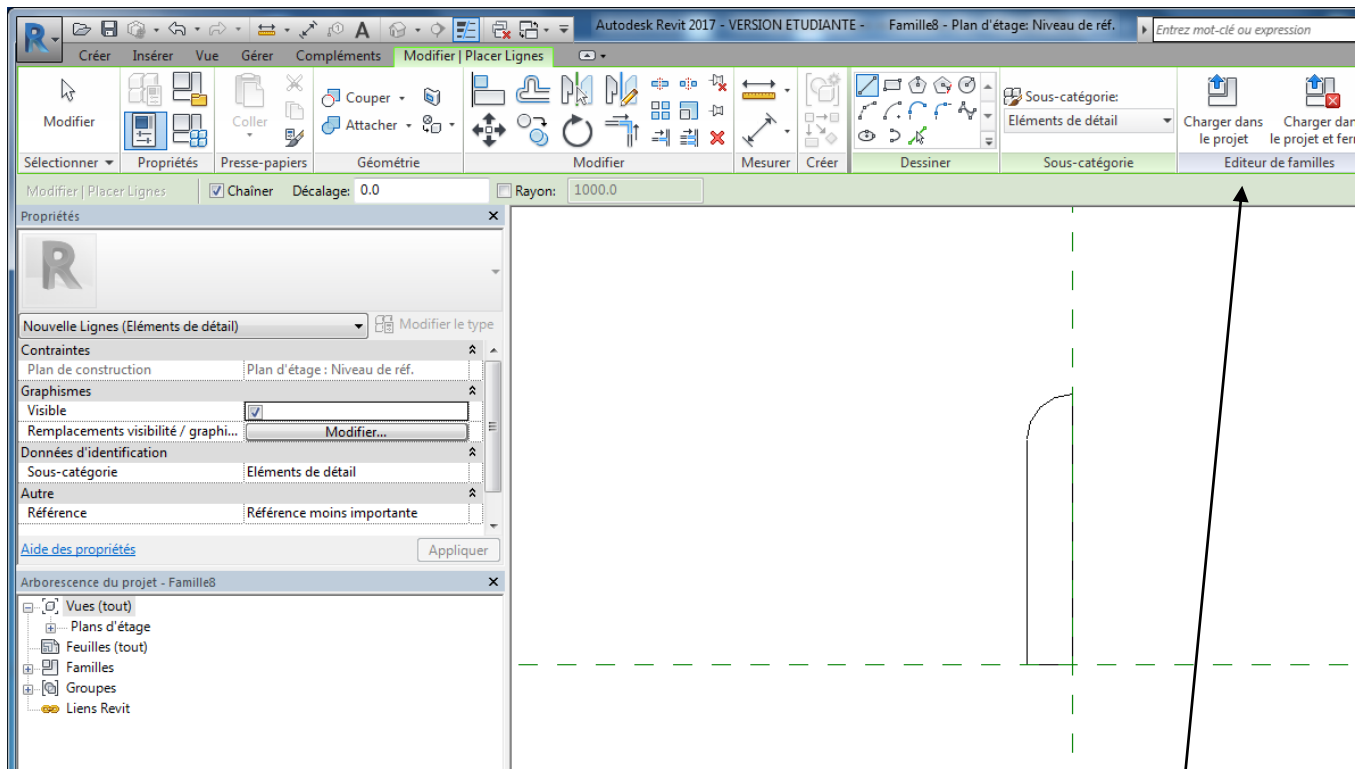 Autodesk Revit 2017 - VERSION ETUDIANTE - Famille8 - Plan d'étage: Niveau de réf.
Entrez mot-clé ou expression
Créer Insérer Vue Gérer Compléments Modifier | Placer Lignes
Modifier
Coller
Couper
Attacher
Sous-catégorie:
Eléments de détail
Charger dans
le projet
Charger dan
le projet et ferr
Sélectionner Propriétés Presse-papiers Géométrie Modifier Mesurer Créer Dessiner Sous-catégorie Editeur de familles
Modifier | Placer Lignes Chaîner Décalage: 0.0 Rayon: 1000.0
Propriétés
R
Nouvelle Lignes (Eléments de détail) Modifier le type
Contraintes
Plan de construction Plan d'étage : Niveau de réf.
Graphismes
Visible
Remplacements visibilité / graphi... Modifier...
Données d'identification
Sous-catégorie Eléments de détail
Autre
Référence Référence moins importante
Aide des propriétés Appliquer
Arborescence du projet - Famille8
Vues (tout)
Plans d'étage
Feuilles (tout)
Familles
Groupes
Liens Revit